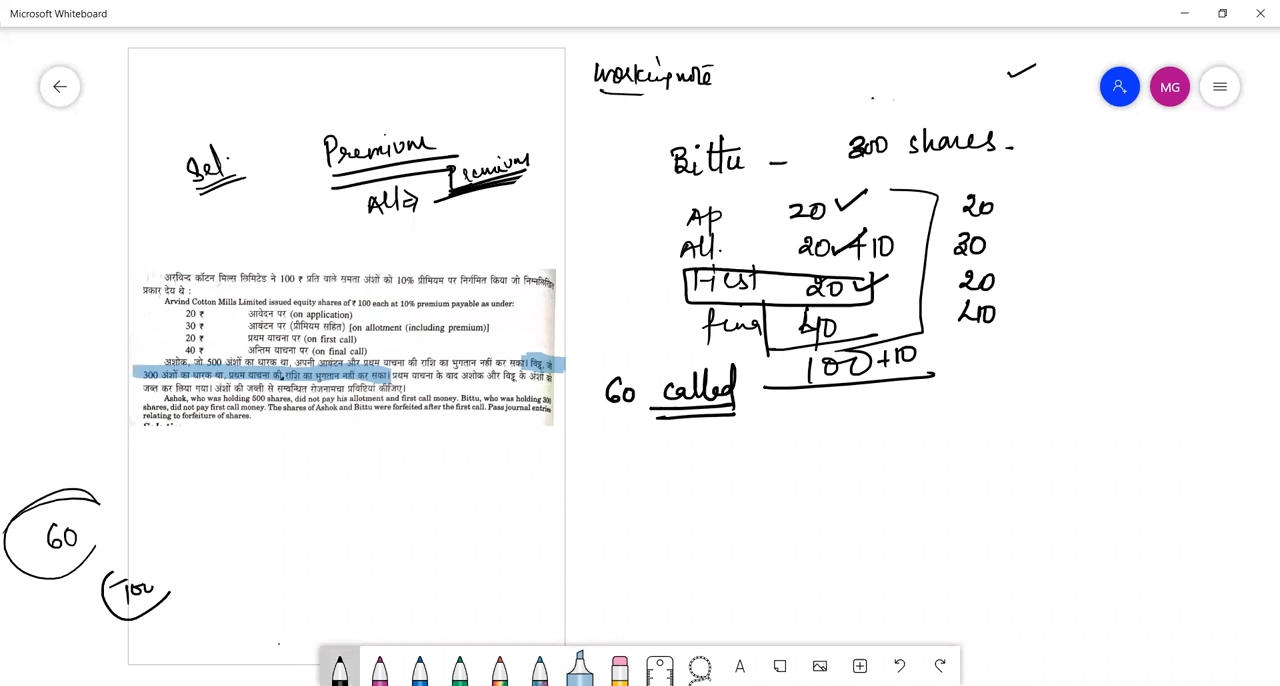 Microsoft Whiteboard
MG
Sol.
Premium
All⇒ Premium
अरविन्द कॉटन मिल्स लिमिटेड ने 100 ₹ प्रति वाले समता अंशों को 10% प्रीमियम पर निर्गमित किया जो निम्नलिखित
प्रकार देय थे :
Arvind Cotton Mills Limited issued equity shares of ₹ 100 each at 10% premium payable as under:
20 ₹ आवेदन पर (on application)
30 ₹ आबंटन पर (प्रीमियम सहित) [on allotment (including premium)]
20 ₹ प्रथम याचना पर (on first call)
40 ₹ अन्तिम याचना पर (on final call)
अशोक, जो 500 अंशों का धारक था, अपनी आबंटन और प्रथम याचना की राशि का भुगतान नहीं कर सका। बिट्टू, जो
300 अंशों का धारक था, प्रथम याचना की राशि का भुगतान नहीं कर सका। प्रथम याचना के बाद अशोक और बिट्टू के अंशों को
जब्त कर लिया गया। अंशों की जब्ती से सम्बन्धित रोजनामचा प्रविष्टियां कीजिए।
Ashok, who was holding 500 shares, did not pay his allotment and first call money. Bittu, who was holding 300
shares, did not pay first call money. The shares of Ashok and Bittu were forfeited after the first call. Pass journal entries
relating to forfeiture of shares.
60
100
Working note
Bittu - 300 shares.
Ap 20 20
All. 20+10 30
First 20 20
final 40 40
100+10
60 called
A